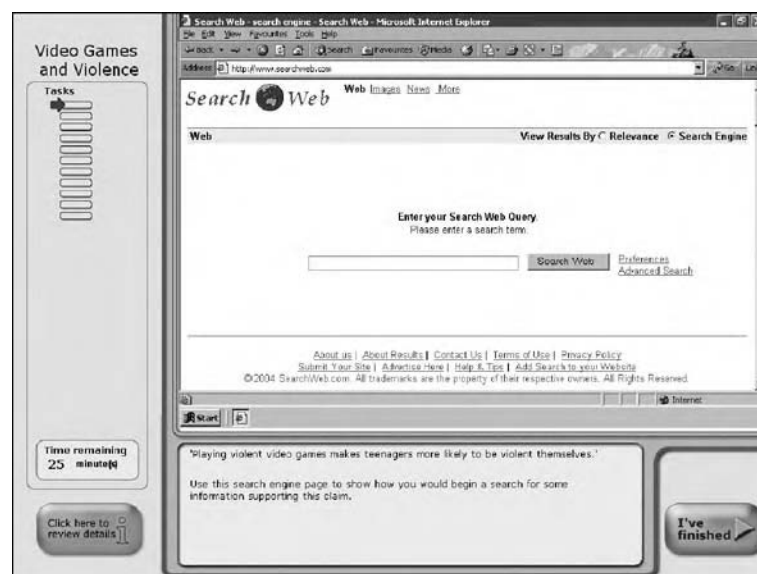 Video Games
and Violence
Tasks
Time remaining
25 minute(s)
Click here to
review details
Search Web - search engine - Search Web - Microsoft Internet Explorer
File Edit View Favourites Tools Help
Back Search Favourites Media
Address http://www.searchweb.com Go
Search Web
Web Images News More
Web View Results By Relevance Search Engine
Enter your Search Web Query.
Please enter a search term.
Search Web
Preferences
Advanced Search
About us | About Results | Contact Us | Terms of Use | Privacy Policy
Submit Your Site | Advertise Here | Help & Tips | Add Search to your Website
©2004 SearchWeb.com. All trademarks are the property of their respective owners. All Rights Reserved
Internet
Start
'Playing violent video games makes teenagers more likely to be violent themselves.'
Use this search engine page to show how you would begin a search for some
information supporting this claim.
I've
finished